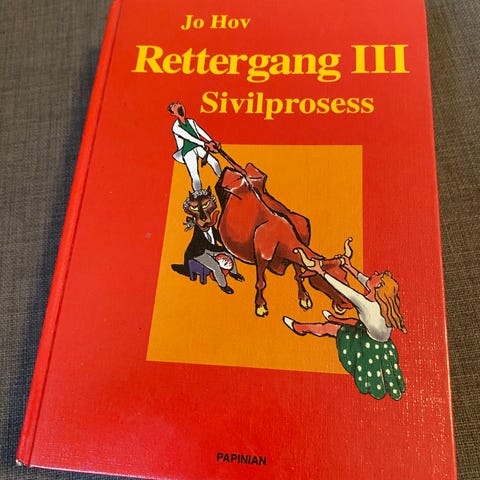 Jo Hov
Rettergang III
Sivilprosess
PAPINIAN